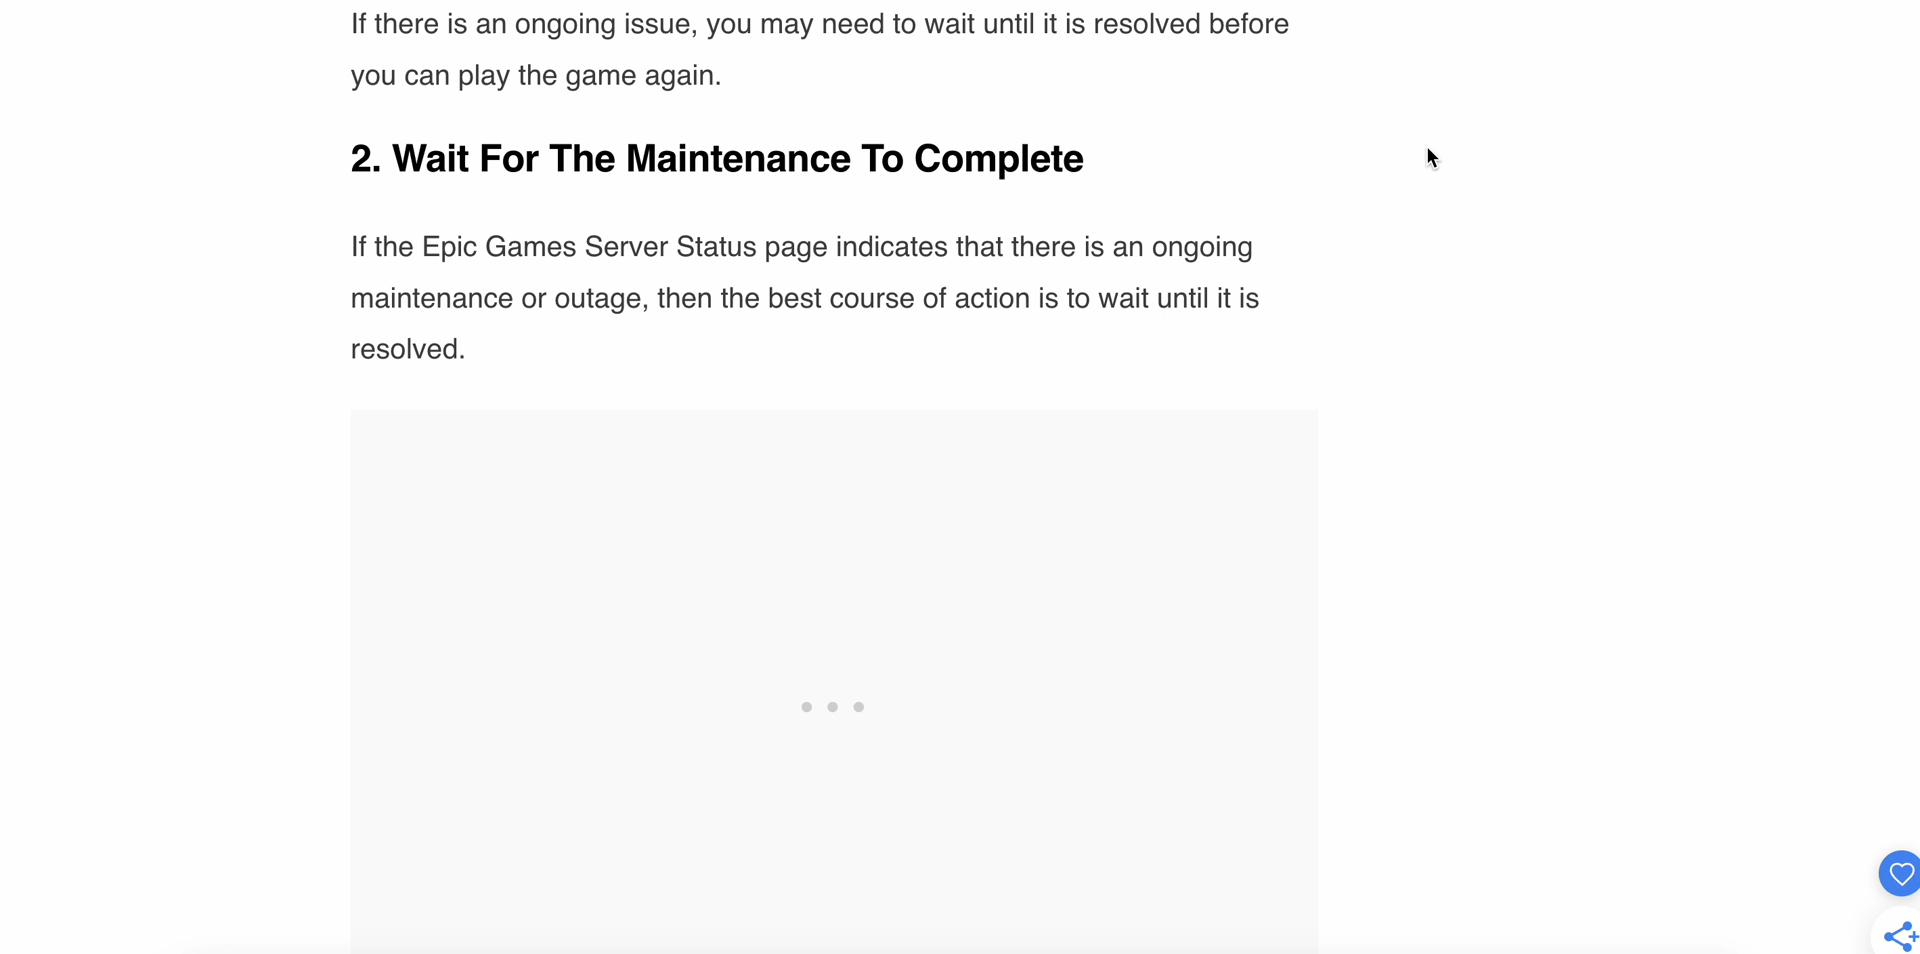 If there is an ongoing issue, you may need to wait until it is resolved before
you can play the game again.
2. Wait For The Maintenance To Complete
If the Epic Games Server Status page indicates that there is an ongoing
maintenance or outage, then the best course of action is to wait until it is
resolved.